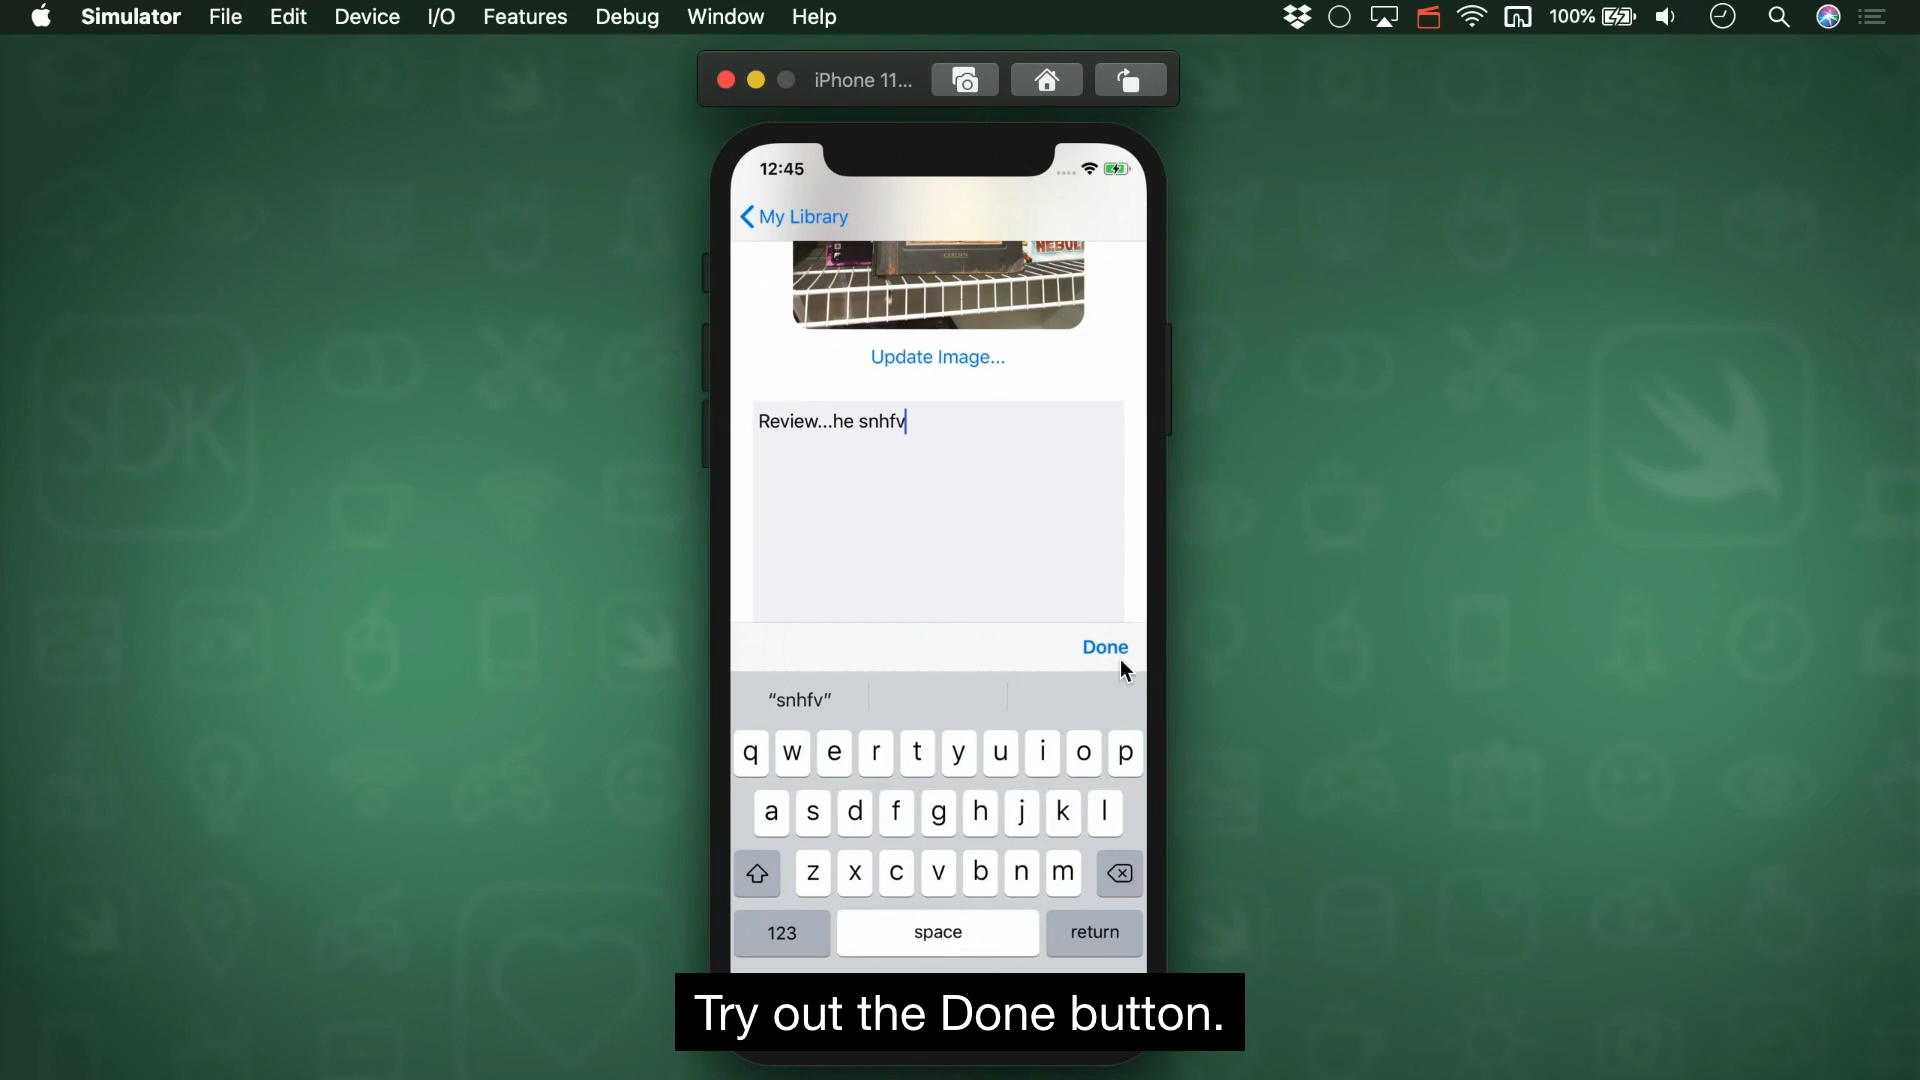 Simulator File Edit Device I/O Features Debug Window Help 100%
iPhone 11...
12:45
My Library
NEBUL
Update Image...
Review...he snhfv
Done
“snhfv”
q w e r t y u i o p
a s d f g h j k l
z x c v b n m
123 space return
Try out the Done button.
SDK